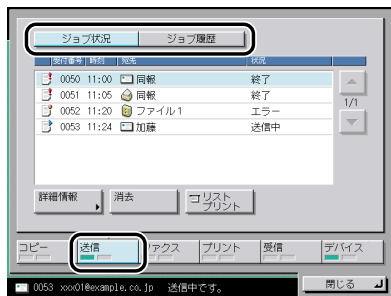 ジョブ状況 ジョブ履歴
受付番号 時刻 宛先 状況
0050 11:00 同報 終了
0051 11:05 同報 終了
0052 11:20 ファイル1 エラー
0053 11:24 加藤 送信中
1/1
詳細情報 消去 リストプリント
コピー 送信 ファクス プリント 受信 デバイス
0053 xxx01@example.co.jp 送信中です。 閉じる